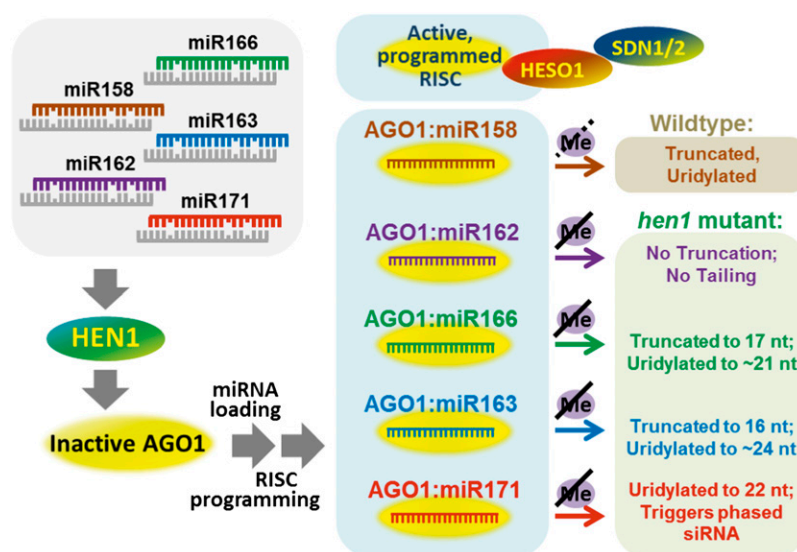 miR166
miR158
miR163
miR162
miR171
HEN1
Inactive AGO1
miRNA
loading
RISC
programming
Active,
programmed
RISC
HESO1
SDN1/2
AGO1:miR158
Me
Wildtype:
Truncated,
Uridylated
hen1 mutant:
AGO1:miR162
Me
No Truncation;
No Tailing
AGO1:miR166
Me
Truncated to 17 nt;
Uridylated to ~21 nt
AGO1:miR163
Me
Truncated to 16 nt;
Uridylated to ~24 nt
AGO1:miR171
Me
Uridylated to 22 nt;
Triggers phased
siRNA